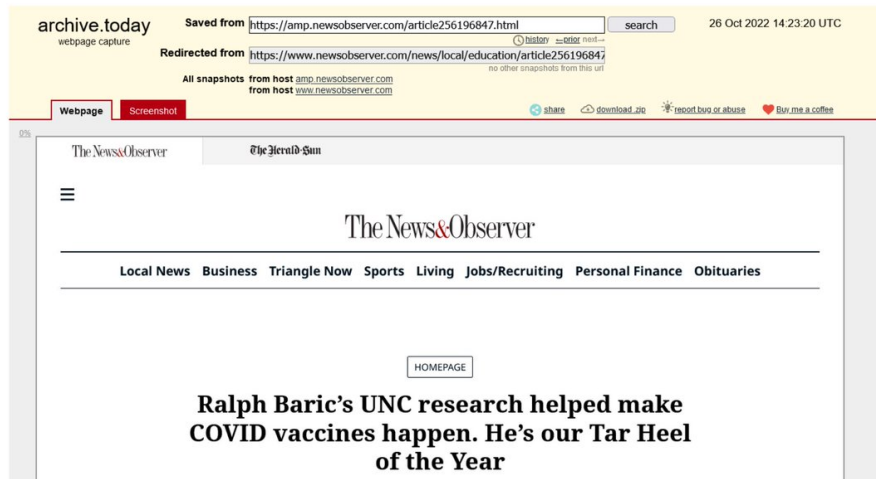 archive.today
webpage capture
Saved from https://amp.newsobserver.com/article256196847.html search
26 Oct 2022 14:23:20 UTC
history ←prior next→
Redirected from https://www.newsobserver.com/news/local/education/article256196847
no other snapshots from this url
All snapshots from host amp.newsobserver.com
from host www.newsobserver.com
Webpage Screenshot
share download .zip report bug or abuse Buy me a coffee
0%
The News&Observer The Herald-Sun
The News&Observer
Local News Business Triangle Now Sports Living Jobs/Recruiting Personal Finance Obituaries
HOMEPAGE
Ralph Baric’s UNC research helped make
COVID vaccines happen. He’s our Tar Heel
of the Year